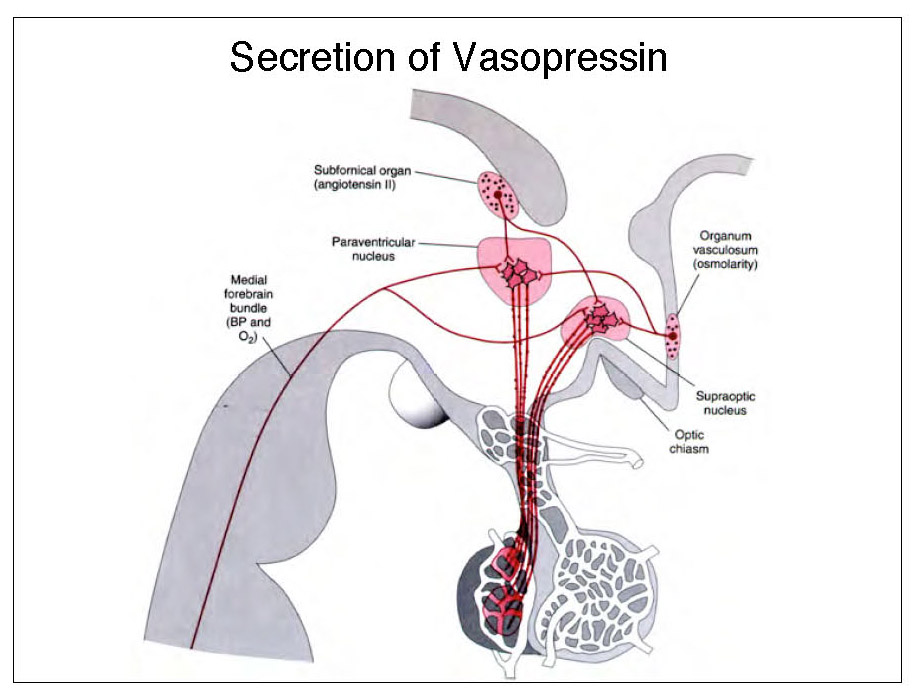 Secretion of Vasopressin
Subfornical organ
(angiotensin II)
Paraventricular
nucleus
Medial
forebrain
bundle
(BP and
O2)
Organum
vasculosum
(osmolarity)
Supraoptic
nucleus
Optic
chiasm